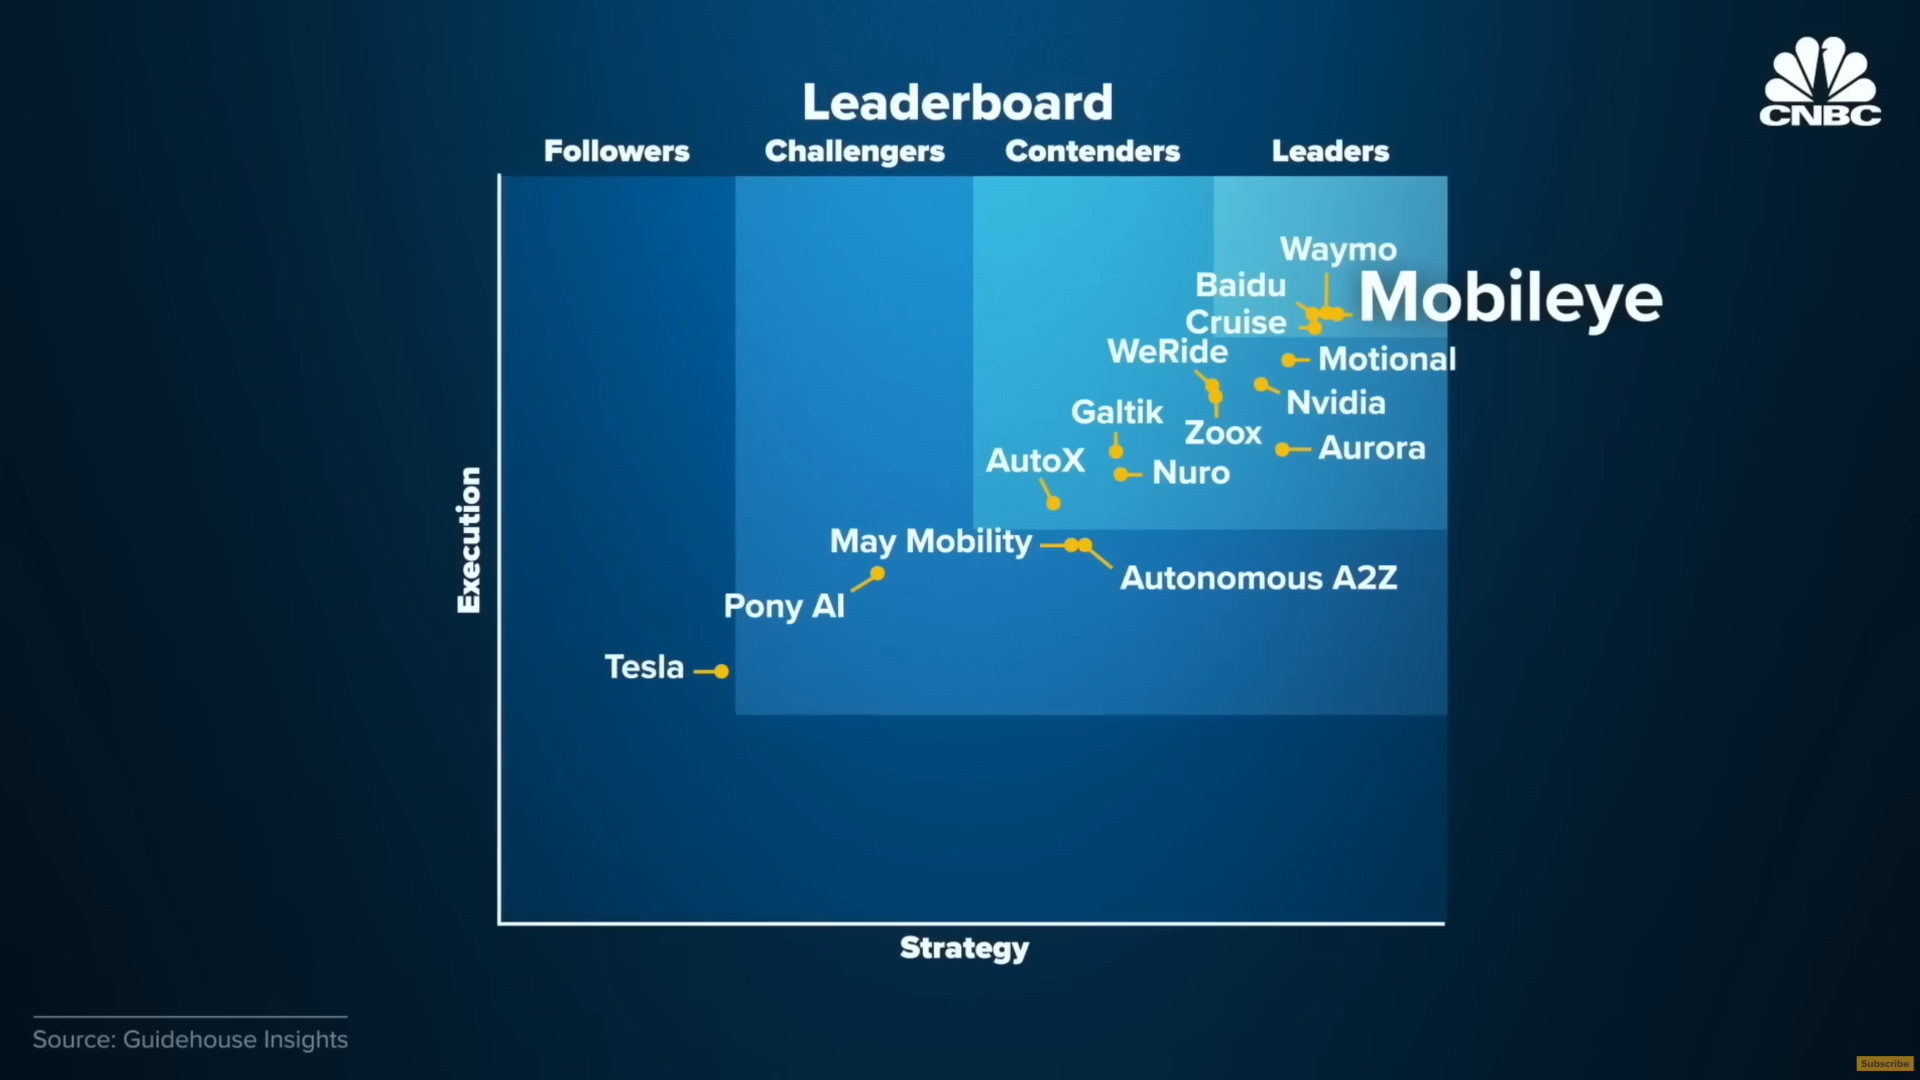 CNBC
Leaderboard
Followers Challengers Contenders Leaders
Waymo
Baidu
Mobileye
Cruise
WeRide
Motional
Nvidia
Galtik
Zoox
Aurora
AutoX
Nuro
May Mobility
Autonomous A2Z
Pony AI
Tesla
Execution
Strategy
Source: Guidehouse Insights
Subscribe